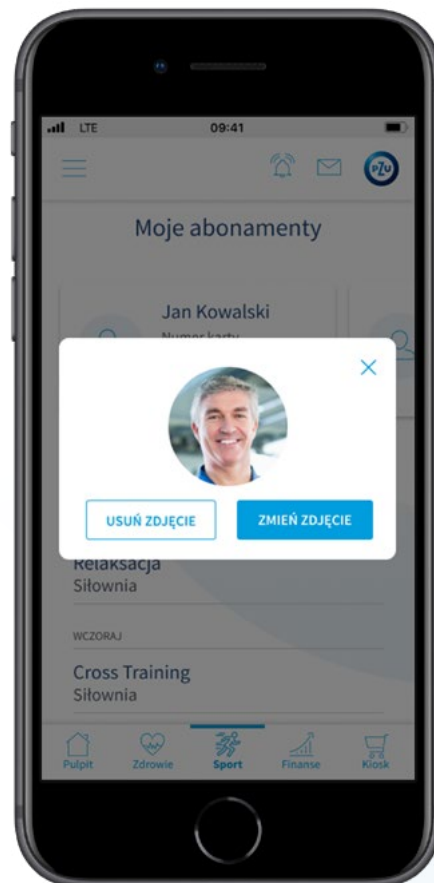 LTE 09:41
PZU
Moje abonamenty
Jan Kowalski
Numer karty
USUŃ ZDJĘCIE ZMIEŃ ZDJĘCIE
Relaksacja
Siłownia
WCZORAJ
Cross Training
Siłownia
Pulpit Zdrowie Sport Finanse Kiosk